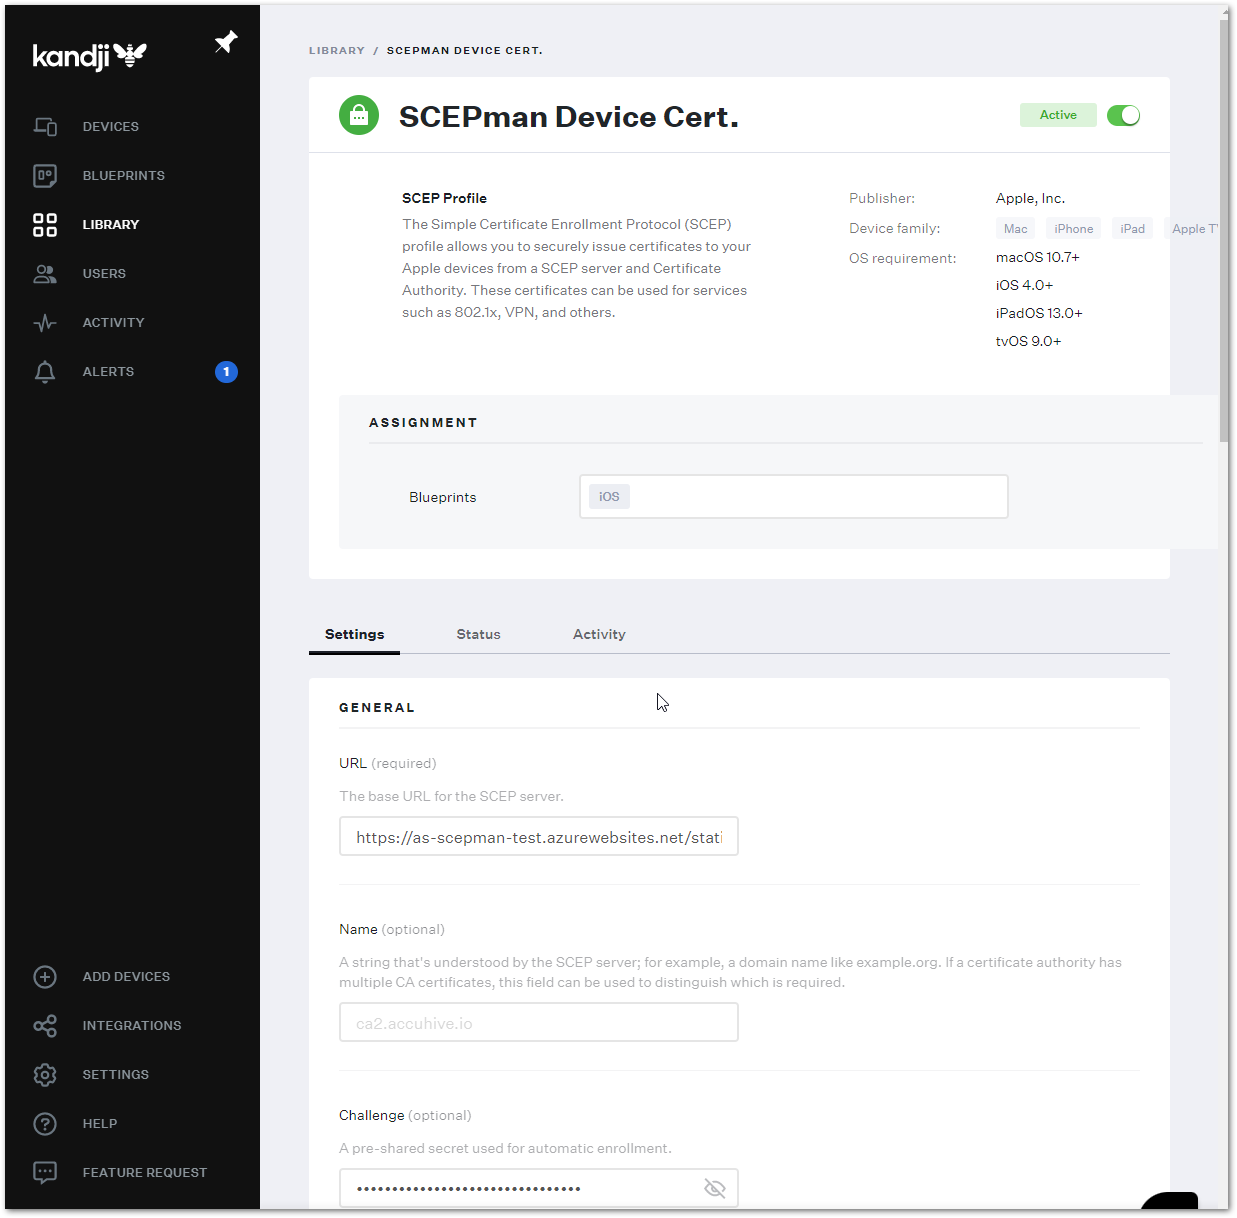 kandji
DEVICES
BLUEPRINTS
LIBRARY
USERS
ACTIVITY
ALERTS 1
ADD DEVICES
INTEGRATIONS
SETTINGS
HELP
FEATURE REQUEST
LIBRARY / SCEPMAN DEVICE CERT.
SCEPman Device Cert.
Active
SCEP Profile
The Simple Certificate Enrollment Protocol (SCEP)
profile allows you to securely issue certificates to your
Apple devices from a SCEP server and Certificate
Authority. These certificates can be used for services
such as 802.1x, VPN, and others.
Publisher: Apple, Inc.
Device family: Mac iPhone iPad Apple T
OS requirement: macOS 10.7+
iOS 4.0+
iPadOS 13.0+
tvOS 9.0+
ASSIGNMENT
Blueprints iOS
Settings Status Activity
GENERAL
URL (required)
The base URL for the SCEP server.
https://as-scepman-test.azurewebsites.net/stati
Name (optional)
A string that's understood by the SCEP server; for example, a domain name like example.org. If a certificate authority has
multiple CA certificates, this field can be used to distinguish which is required.
ca2.accuhive.io
Challenge (optional)
A pre-shared secret used for automatic enrollment.
••••••••••••••••••••••••••••••••